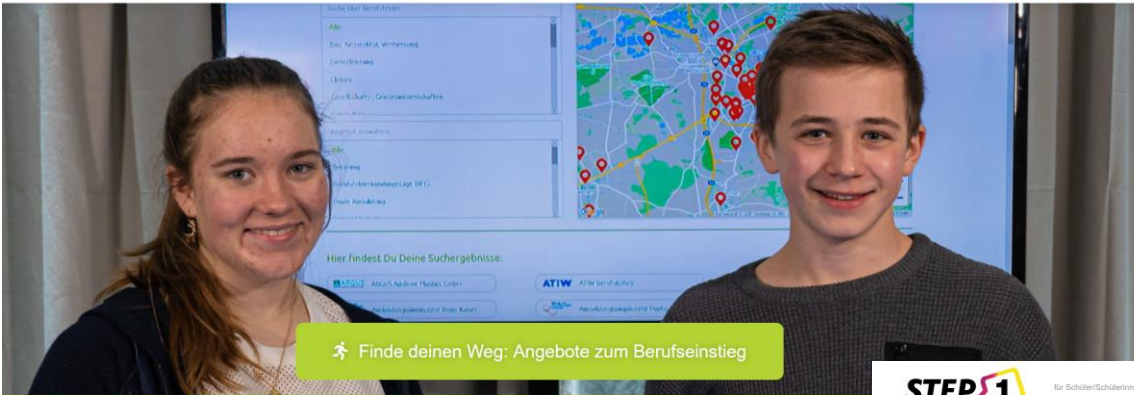 Suche über Berufsfelder
Alle
Bau, Architektur, Vermessung
Dienstleistung
Elektro
Gesellschafts-, Geisteswissenschaften
Angebot auswählen
Alle
Beratung
Berufsfelderkundungstage (BFE)
Duale Ausbildung
Hier findest Du Deine Suchergebnisse:
ARGUS ARGUS Additive Plastics GmbH
ATIW ATIW Berufskolleg
Finde deinen Weg: Angebote zum Berufseinstieg
STEP 1
für Schüler/Schülerinn